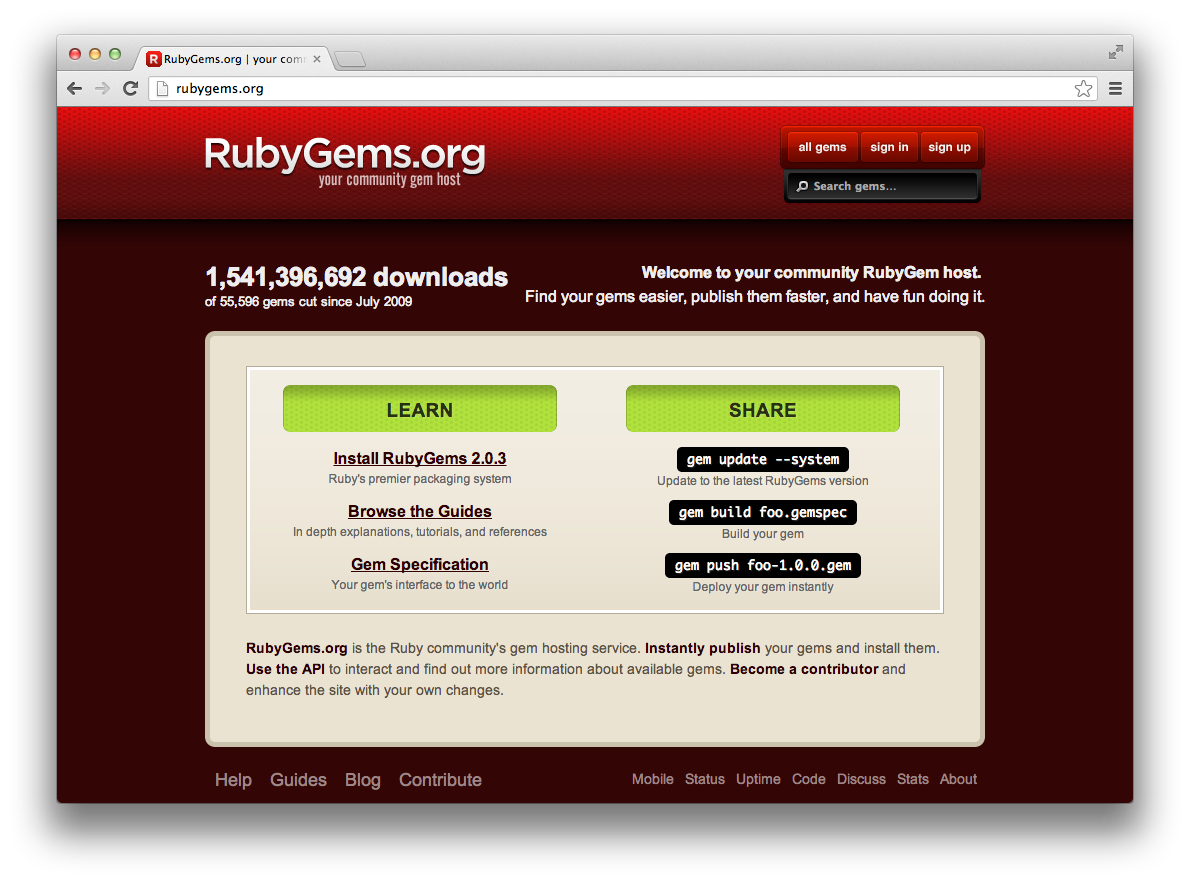 RubyGems.org | your com
rubygems.org
RubyGems.org
your community gem host
all gems sign in sign up
Search gems...
1,541,396,692 downloads
of 55,596 gems cut since July 2009
Welcome to your community RubyGem host.
Find your gems easier, publish them faster, and have fun doing it.
LEARN
Install RubyGems 2.0.3
Ruby's premier packaging system
Browse the Guides
In depth explanations, tutorials, and references
Gem Specification
Your gem's interface to the world
SHARE
gem update --system
Update to the latest RubyGems version
gem build foo.gemspec
Build your gem
gem push foo-1.0.0.gem
Deploy your gem instantly
RubyGems.org is the Ruby community's gem hosting service. Instantly publish your gems and install them.
Use the API to interact and find out more information about available gems. Become a contributor and
enhance the site with your own changes.
Help Guides Blog Contribute
Mobile Status Uptime Code Discuss Stats About